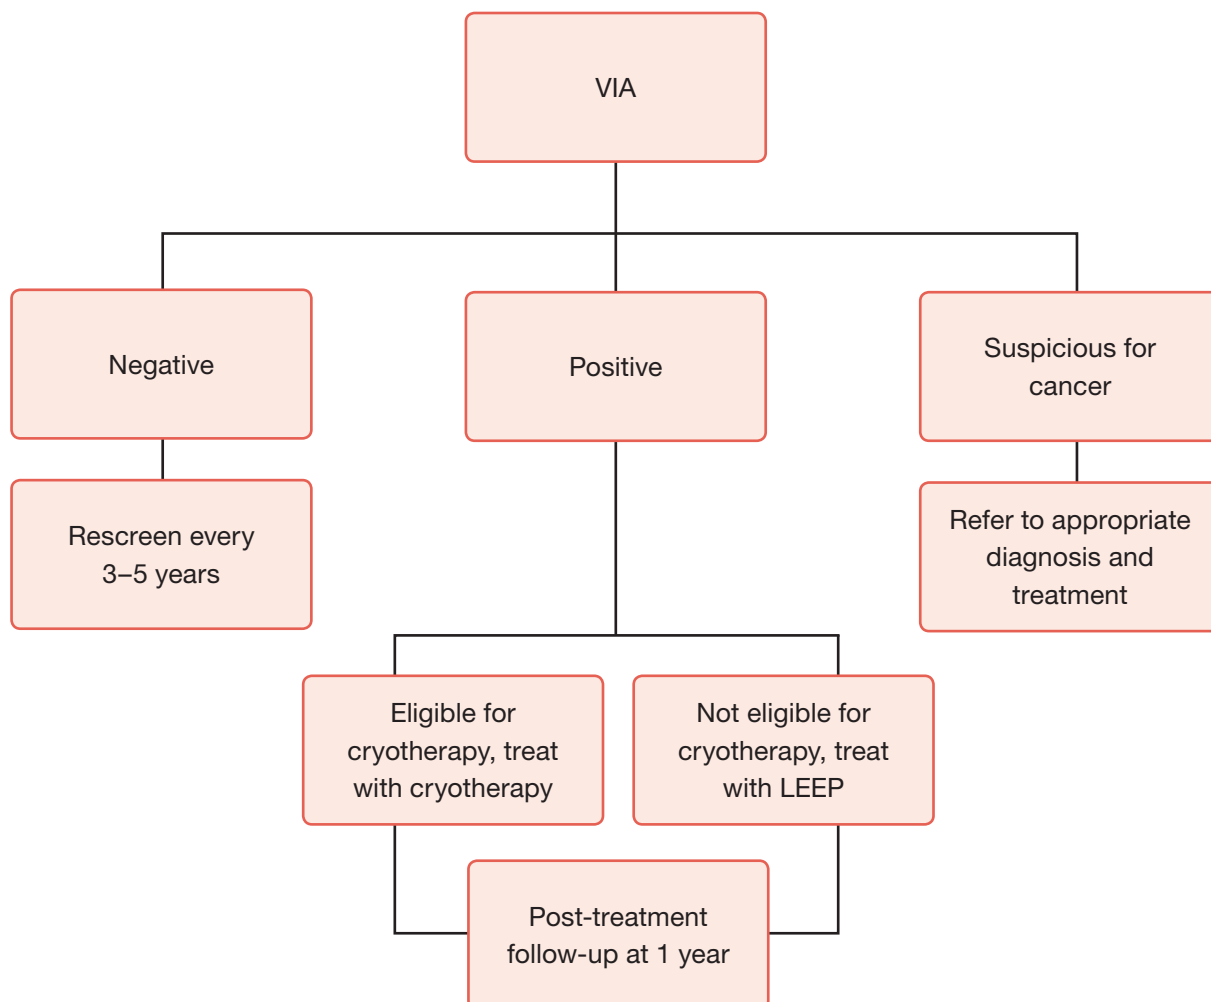 VIA
Negative
Positive
Suspicious for
cancer
Rescreen every
3–5 years
Refer to appropriate
diagnosis and
treatment
Eligible for
cryotherapy, treat
with cryotherapy
Not eligible for
cryotherapy, treat
with LEEP
Post-treatment
follow-up at 1 year